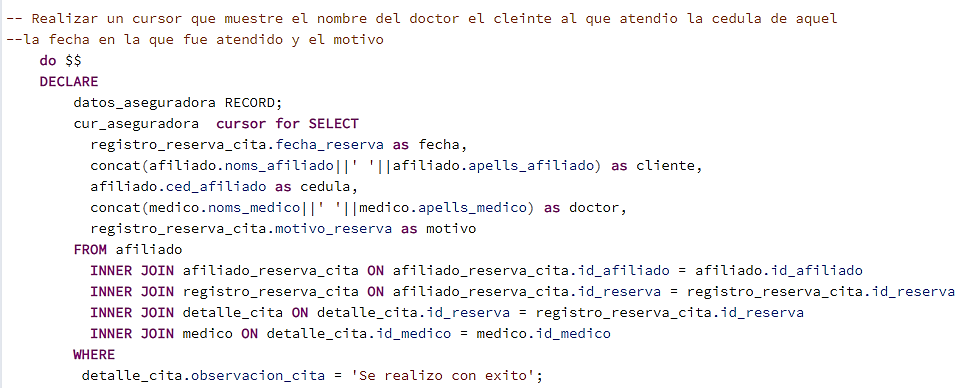 -- Realizar un cursor que muestre el nombre del doctor el cleinte al que atendio la cedula de aquel
--la fecha en la que fue atendido y el motivo
do $$
DECLARE
datos_aseguradora RECORD;
cur_aseguradora  cursor for SELECT
registro_reserva_cita.fecha_reserva as fecha,
concat(afiliado.noms_afiliado||' '||afiliado.apells_afiliado) as cliente,
afiliado.ced_afiliado as cedula,
concat(medico.noms_medico||' '||medico.apells_medico) as doctor,
registro_reserva_cita.motivo_reserva as motivo
FROM afiliado
INNER JOIN afiliado_reserva_cita ON afiliado_reserva_cita.id_afiliado = afiliado.id_afiliado
INNER JOIN registro_reserva_cita ON afiliado_reserva_cita.id_reserva = registro_reserva_cita.id_reserva
INNER JOIN detalle_cita ON detalle_cita.id_reserva = registro_reserva_cita.id_reserva
INNER JOIN medico ON detalle_cita.id_medico = medico.id_medico
WHERE
detalle_cita.observacion_cita = 'Se realizo con exito';